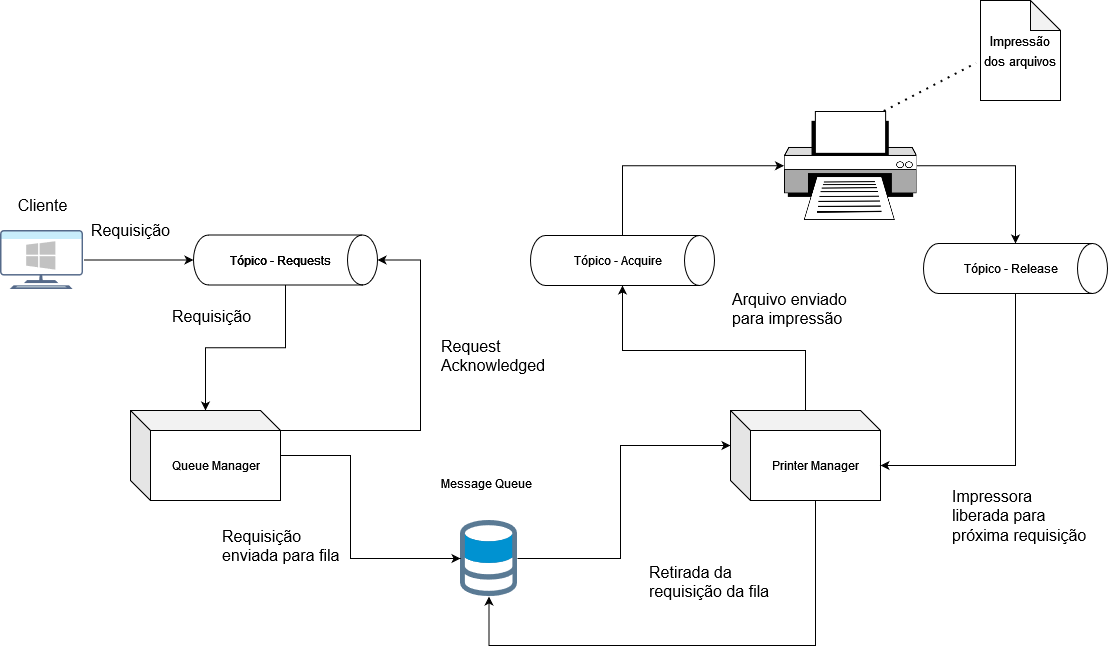 Impressão
dos arquivos
Cliente
Requisição
Tópico - Requests
Tópico - Acquire
Tópico - Release
Requisição
Arquivo enviado
para impressão
Request
Acknowledged
Queue Manager
Printer Manager
Message Queue
Impressora
liberada para
próxima requisição
Requisição
enviada para fila
Retirada da
requisição da fila